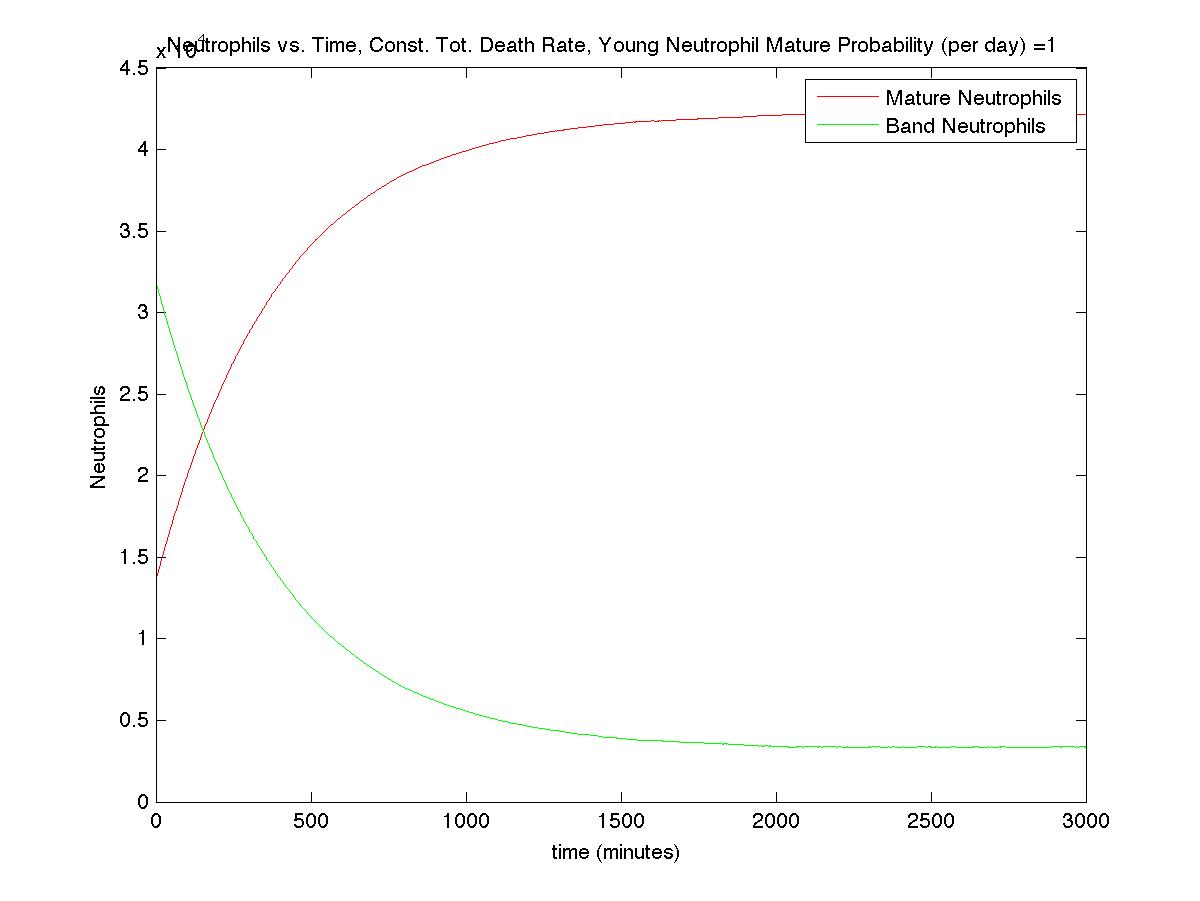 Neutrophils vs. Time, Const. Tot. Death Rate, Young Neutrophil Mature Probability (per day) =1
x 10^4
4.5
Mature Neutrophils
Band Neutrophils
4
3.5
3
2.5
Neutrophils
2
1.5
1
0.5
0
0 500 1000 1500 2000 2500 3000
time (minutes)